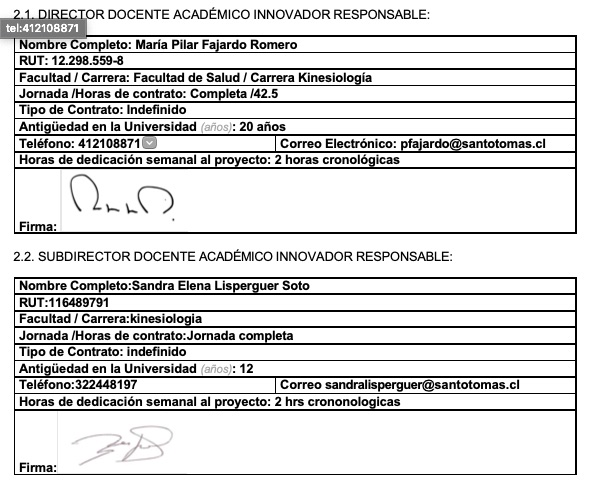 2.1. DIRECTOR DOCENTE ACADÉMICO INNOVADOR RESPONSABLE:
tel:412108871
Nombre Completo: María Pilar Fajardo Romero
RUT: 12.298.559-8
Facultad / Carrera: Facultad de Salud / Carrera Kinesiología
Jornada /Horas de contrato: Completa /42.5
Tipo de Contrato: Indefinido
Antigüedad en la Universidad (años): 20 años
Teléfono: 412108871 Correo Electrónico: pfajardo@santotomas.cl
Horas de dedicación semanal al proyecto: 2 horas cronológicas
Firma:
2.2. SUBDIRECTOR DOCENTE ACADÉMICO INNOVADOR RESPONSABLE:
Nombre Completo:Sandra Elena Lisperguer Soto
RUT:116489791
Facultad / Carrera:kinesiologia
Jornada /Horas de contrato:Jornada completa
Tipo de Contrato: indefinido
Antigüedad en la Universidad (años): 12
Teléfono:322448197 Correo sandralisperguer@santotomas.cl
Horas de dedicación semanal al proyecto: 2 hrs crononologicas
Firma: